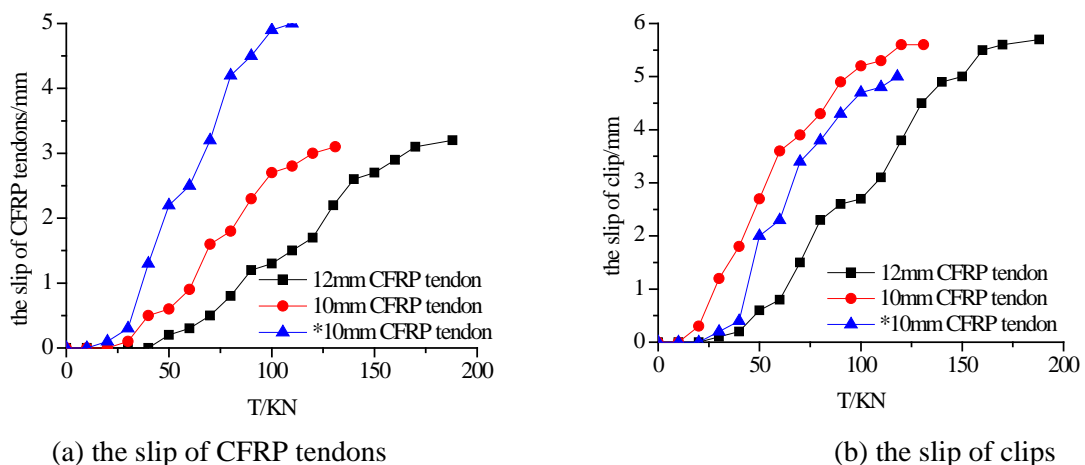 5
4
3
2
1
0
the slip of CFRP tendons/mm
12mm CFRP tendon
10mm CFRP tendon
*10mm CFRP tendon
0 50 100 150 200
T/KN
(a) the slip of CFRP tendons
6
5
4
3
2
1
0
the slip of clip/mm
12mm CFRP tendon
10mm CFRP tendon
*10mm CFRP tendon
0 50 100 150 200
T/KN
(b) the slip of clips